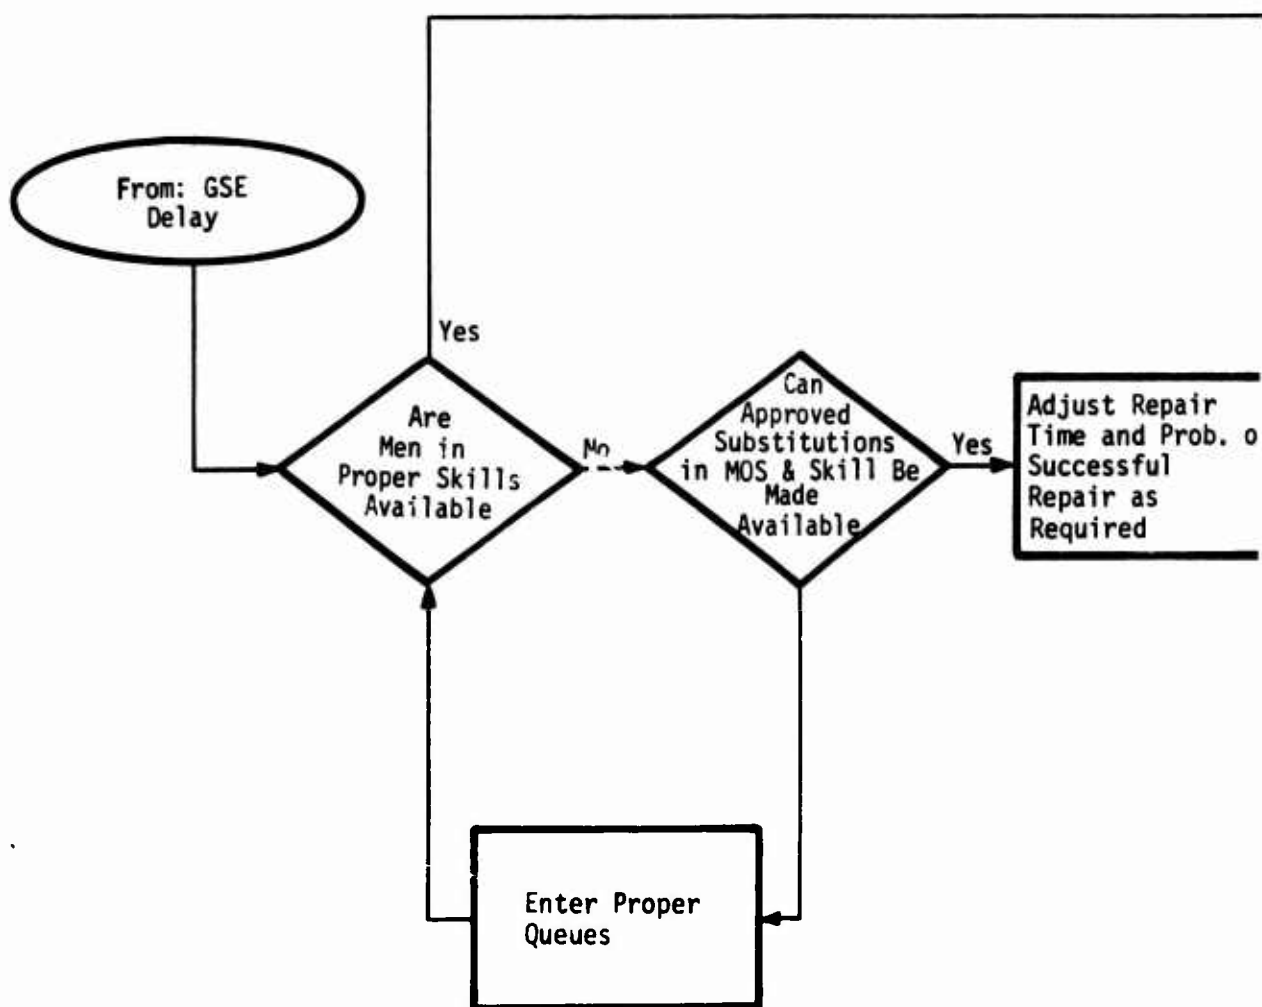 From: GSE
Delay
Yes
Are
Men in
Proper Skills
Available
No
Can
Approved
Substitutions
in MOS & Skill Be
Made
Available
Yes
Adjust Repair
Time and Prob. o
Successful
Repair as
Required
Enter Proper
Queues